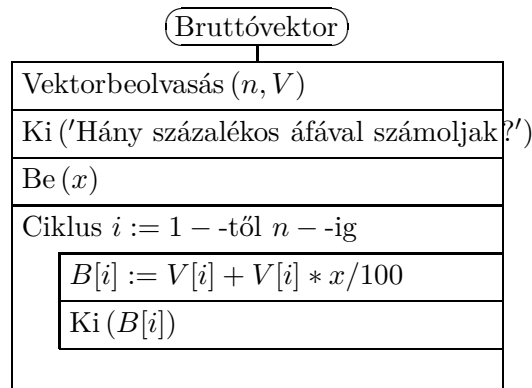 Bruttóvektor
Vektorbeolvasás (n, V)
Ki ('Hány százalékos áfával számoljak?')
Be (x)
Ciklus i := 1 − -től n − -ig
B[i] := V[i] + V[i] ∗ x/100
Ki (B[i])